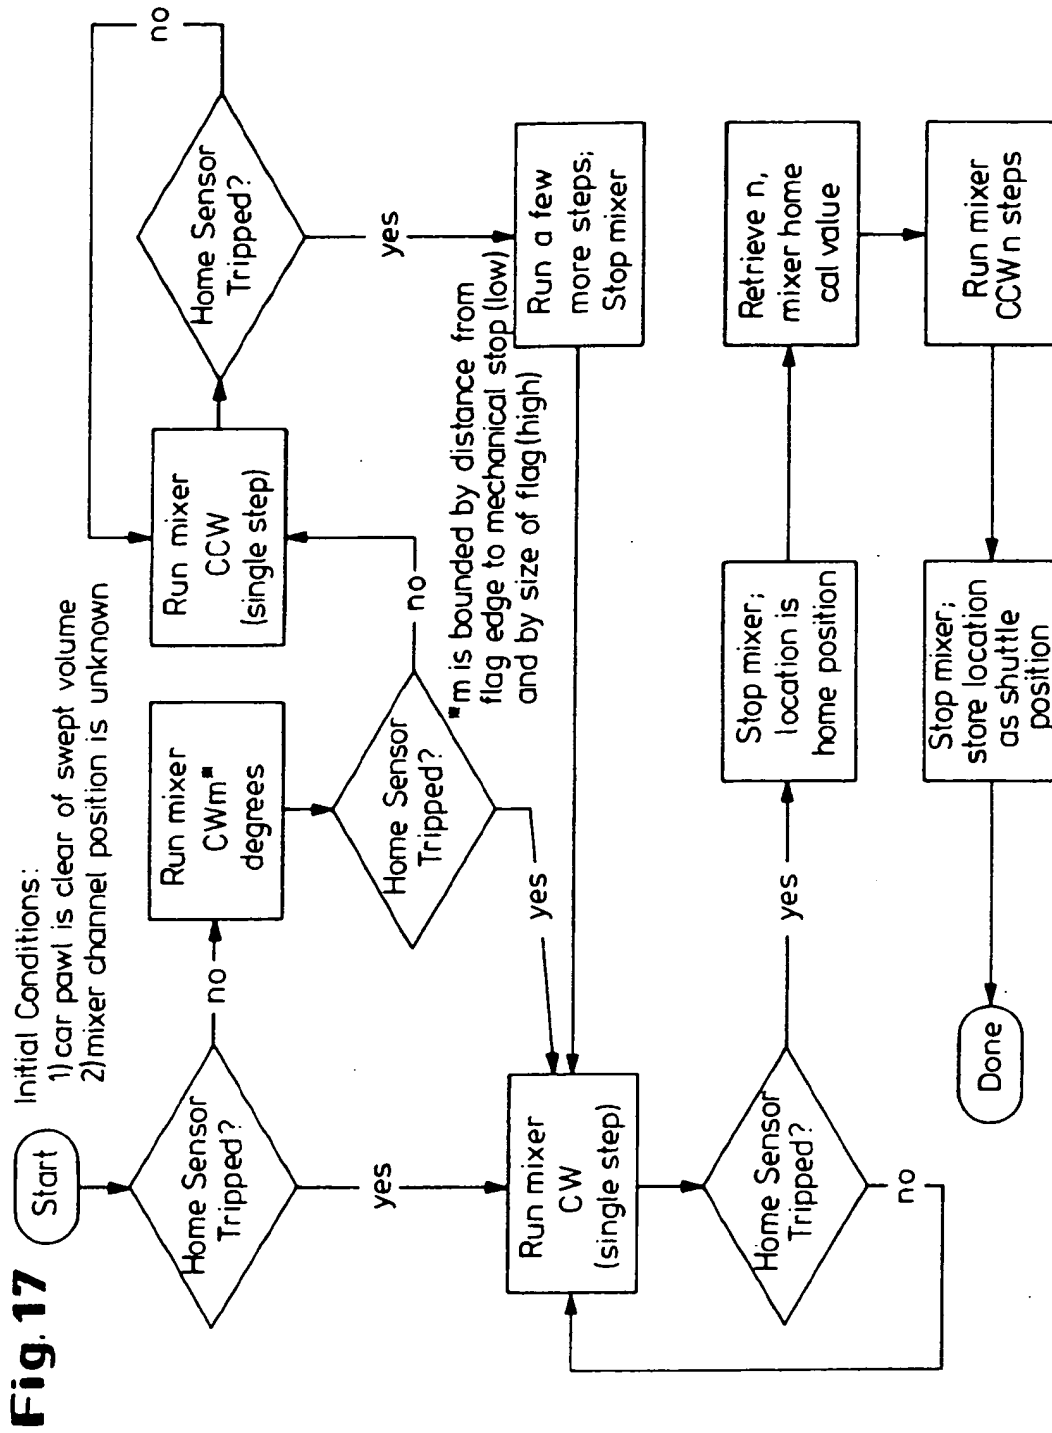 Fig. 17
Start
Initial Conditions:
1) car pawl is clear of swept volume
2) mixer channel position is unknown
Home Sensor
Tripped?
no
yes
Run mixer
CWm*
degrees
Home Sensor
Tripped?
no
yes
Run mixer
CCW
(single step)
Home Sensor
Tripped?
no
yes
*m is bounded by distance from
flag edge to mechanical stop (low)
and by size of flag (high)
Run a few
more steps;
Stop mixer
Run mixer
CW
(single step)
Home Sensor
Tripped?
no
yes
Stop mixer;
location is
home position
Retrieve n,
mixer home
cal value
Run mixer
CCW n steps
Stop mixer;
store location
as shuttle
position
Done